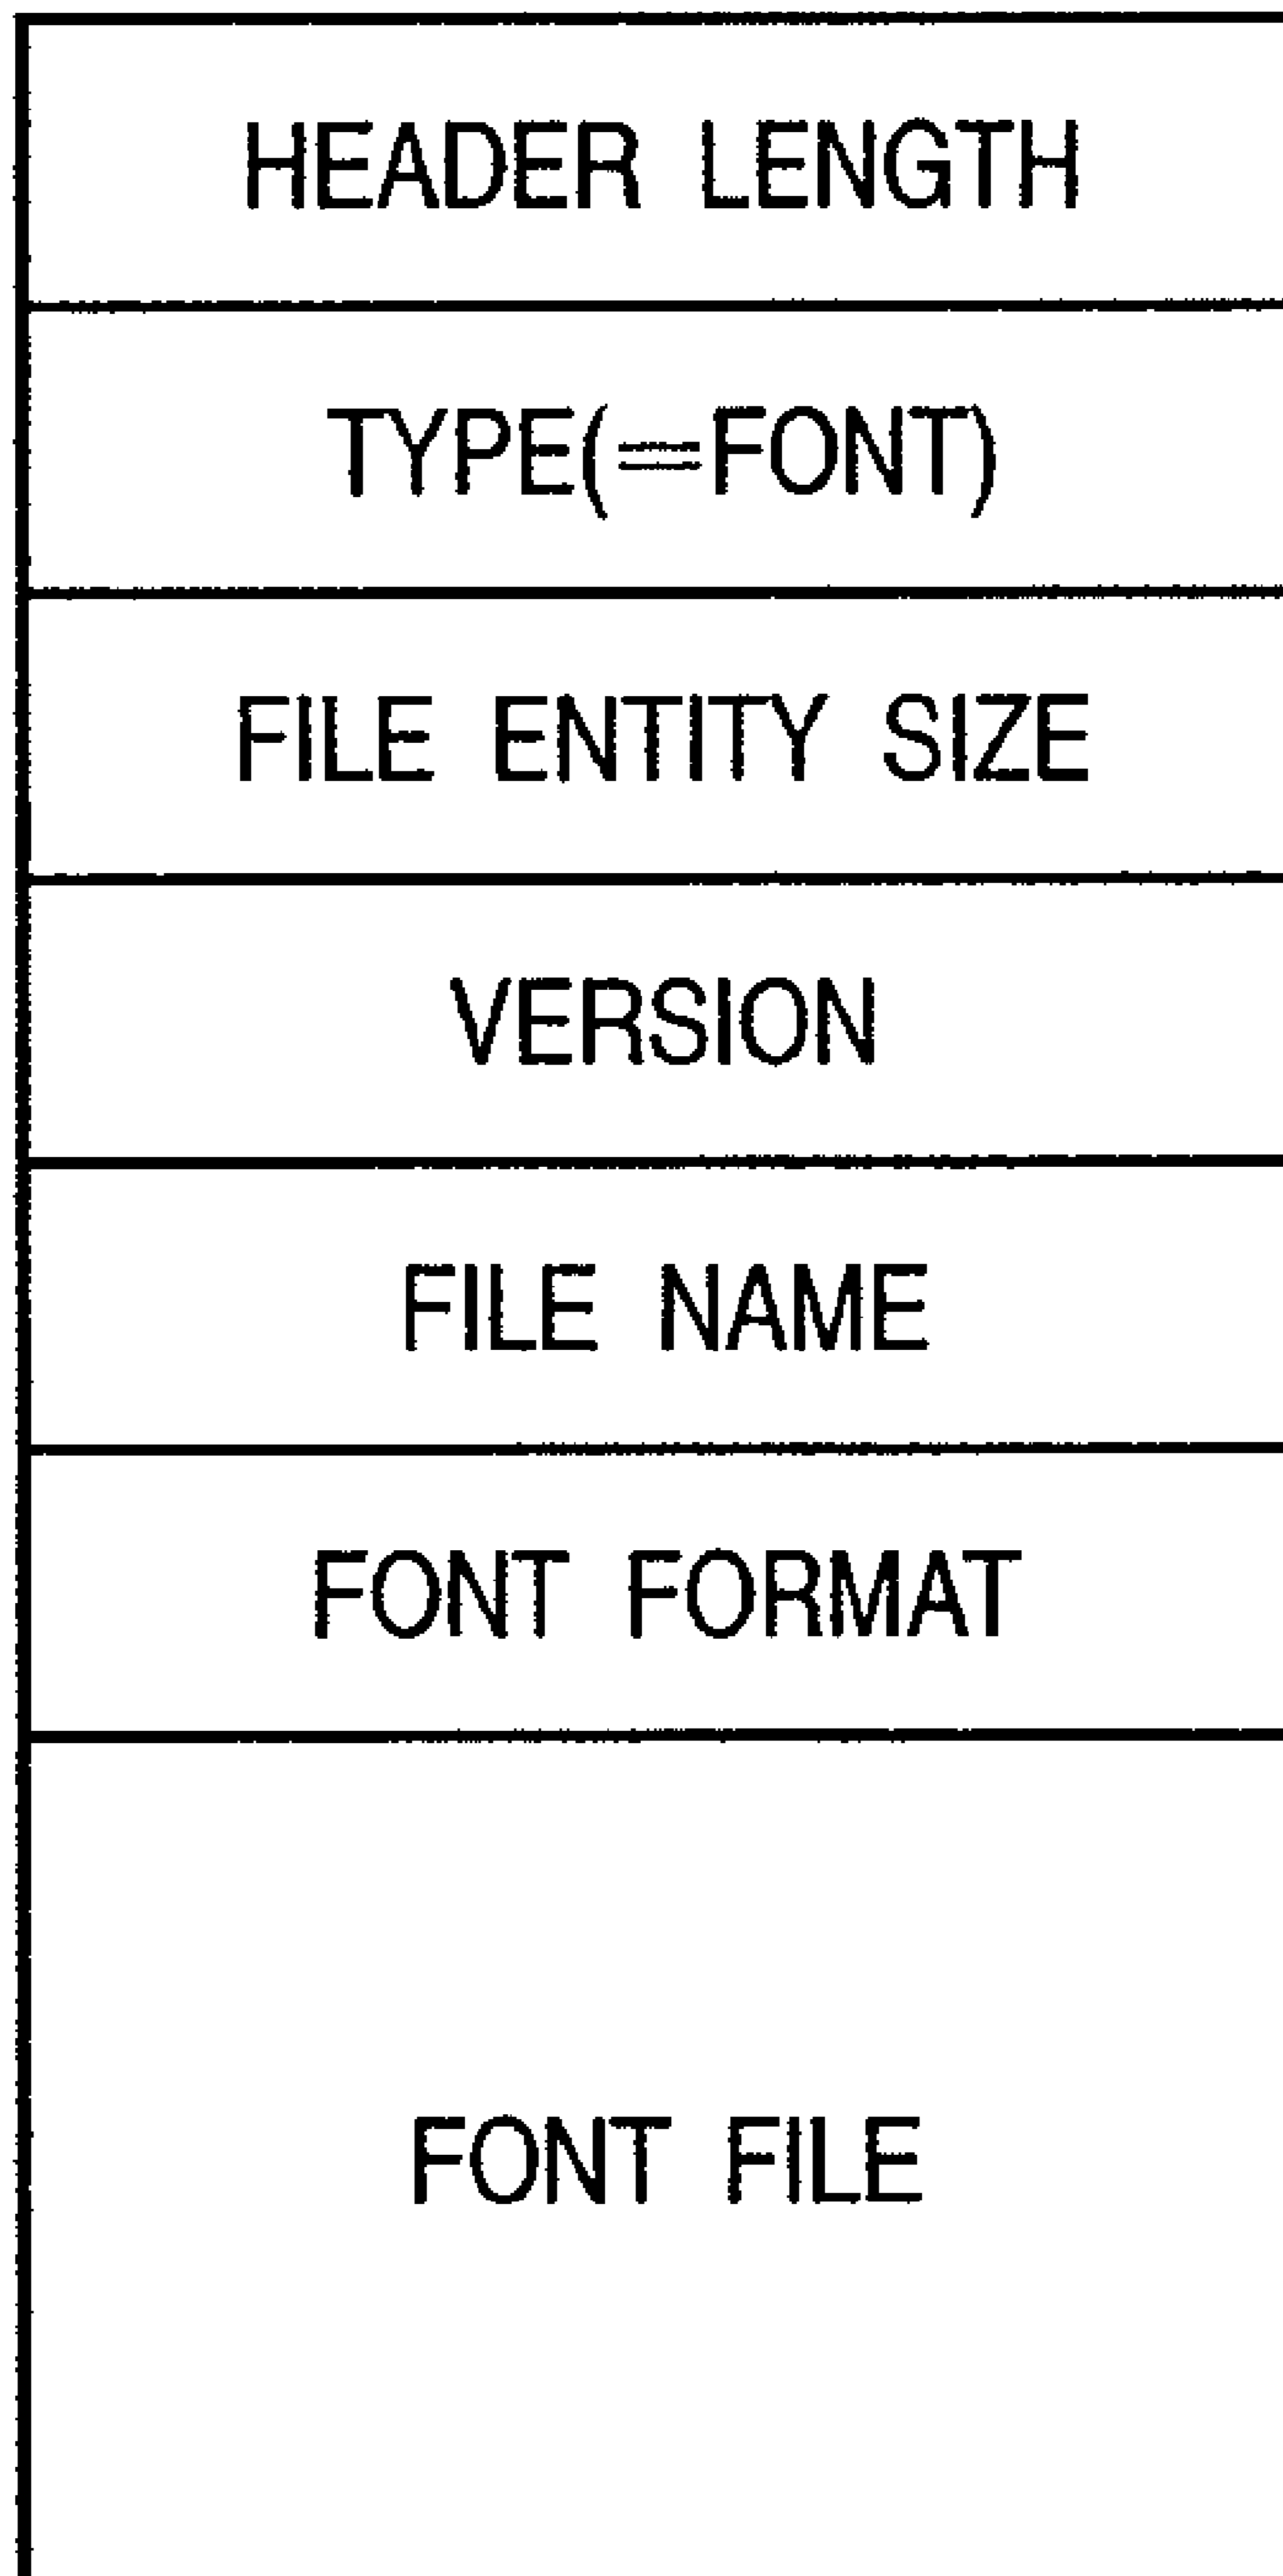 HEADER LENGTH
TYPE(=FONT)
FILE ENTITY SIZE
VERSION
FILE NAME
FONT FORMAT
FONT FILE